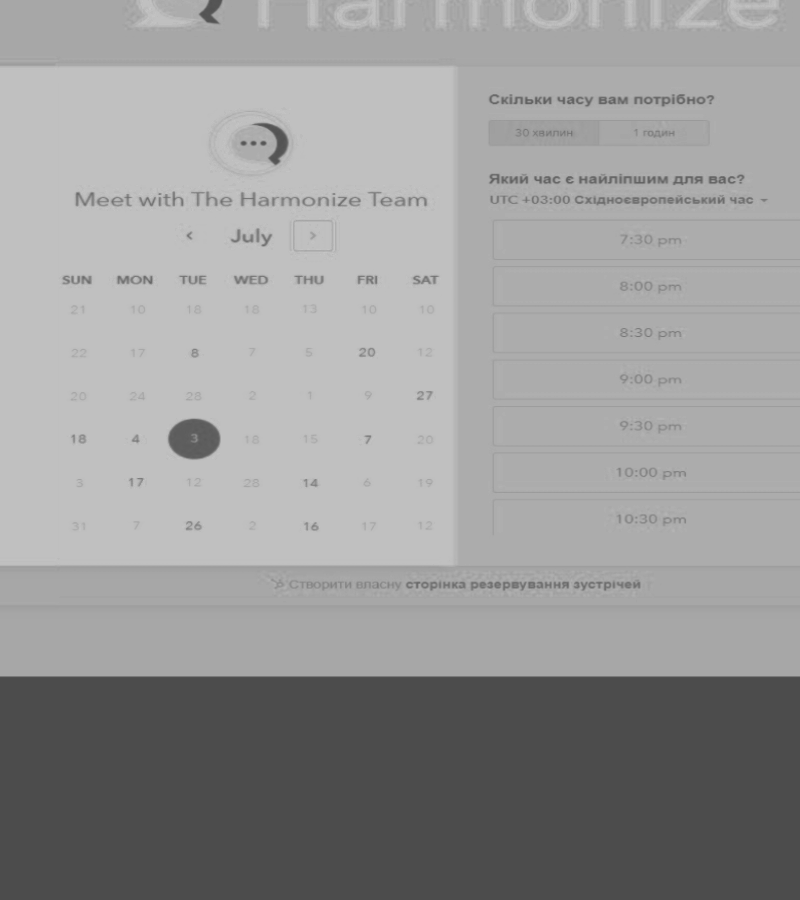 Harmonize
Meet with The Harmonize Team
July
SUN MON TUE WED THU FRI SAT
21 10 18 18 13 10 10
22 17 8 7 5 20 12
20 24 28 2 1 9 27
18 4 3 18 15 7 20
3 17 12 28 14 6 19
31 7 26 2 16 17 12
Скільки часу вам потрібно?
30 хвилин 1 годин
Який час є найліпшим для вас?
UTC +03:00 Східноєвропейський час
7:30 pm
8:00 pm
8:30 pm
9:00 pm
9:30 pm
10:00 pm
10:30 pm
Створити власну сторінка резервування зустрічей